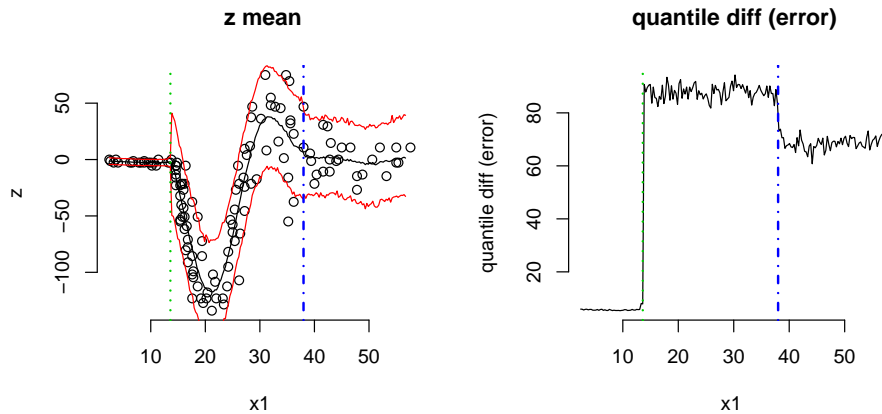 z mean
z
50
0
−50
−100
10 20 30 40 50
x1
quantile diff (error)
quantile diff (error)
80
60
40
20
10 20 30 40 50
x1